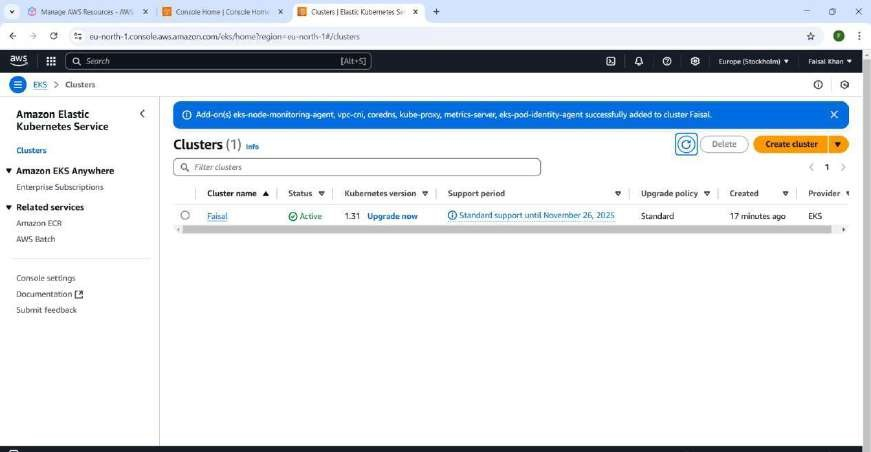 Manage AWS Resources - AWS
Console Home | Console Home
Clusters | Elastic Kubernetes Se
eu-north-1.console.aws.amazon.com/eks/home?region=eu-north-1#/clusters
aws
Search
[Alt+S]
Europe (Stockholm)
Faisal Khan
EKS > Clusters
Amazon Elastic
Kubernetes Service
Clusters
Amazon EKS Anywhere
Enterprise Subscriptions
Related services
Amazon ECR
AWS Batch
Console settings
Documentation
Submit feedback
Add-on(s) eks-node-monitoring-agent, vpc-cni, coredns, kube-proxy, metrics-server, eks-pod-identity-agent successfully added to cluster Faisal.
Clusters (1) Info
Delete
Create cluster
Filter clusters
1
Cluster name Status Kubernetes version Support period Upgrade policy Created Provider
Faisal Active 1.31 Upgrade now Standard support until November 26, 2025 Standard 17 minutes ago EKS